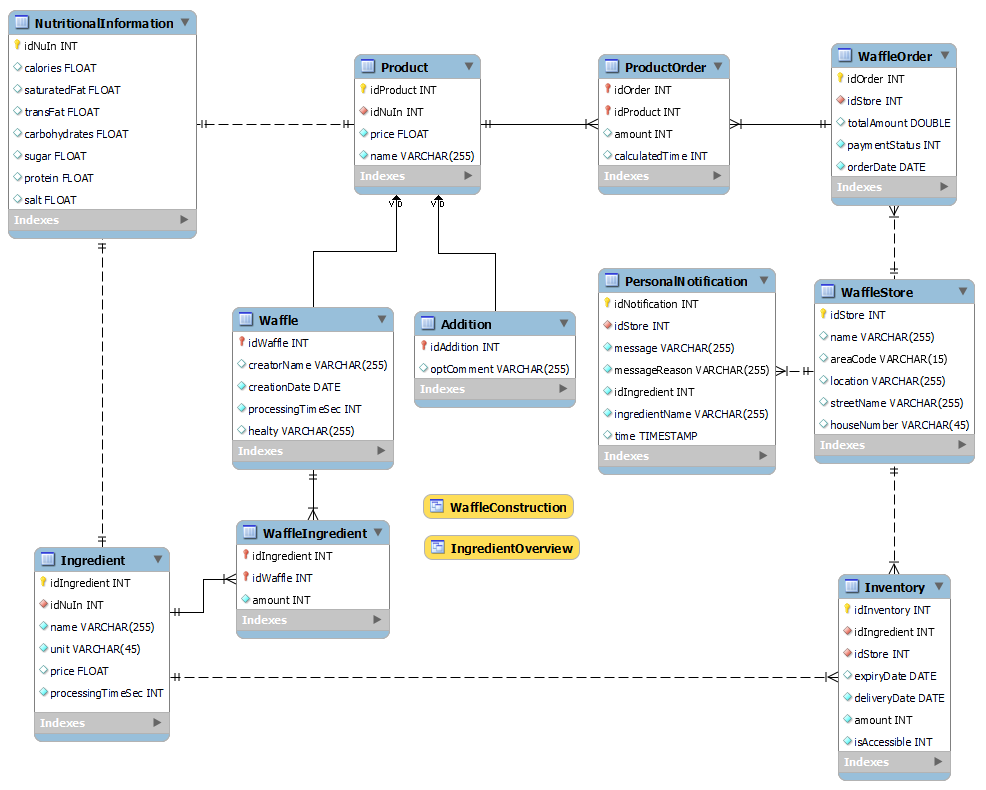 NutritionalInformation
idNuIn INT
calories FLOAT
saturatedFat FLOAT
transFat FLOAT
carbohydrates FLOAT
sugar FLOAT
protein FLOAT
salt FLOAT
Indexes
Product
idProduct INT
idNuIn INT
price FLOAT
name VARCHAR(255)
Indexes
ProductOrder
idOrder INT
idProduct INT
amount INT
calculatedTime INT
Indexes
WaffleOrder
idOrder INT
idStore INT
totalAmount DOUBLE
paymentStatus INT
orderDate DATE
Indexes
Waffle
idWaffle INT
creatorName VARCHAR(255)
creationDate DATE
processingTimeSec INT
healty VARCHAR(255)
Indexes
Addition
idAddition INT
optComment VARCHAR(255)
Indexes
PersonalNotification
idNotification INT
idStore INT
message VARCHAR(255)
messageReason VARCHAR(255)
idIngredient INT
ingredientName VARCHAR(255)
time TIMESTAMP
Indexes
WaffleStore
idStore INT
name VARCHAR(255)
areaCode VARCHAR(15)
location VARCHAR(255)
streetName VARCHAR(255)
houseNumber VARCHAR(45)
Indexes
WaffleConstruction
IngredientOverview
Ingredient
idIngredient INT
idNuIn INT
name VARCHAR(255)
unit VARCHAR(45)
price FLOAT
processingTimeSec INT
Indexes
WaffleIngredient
idIngredient INT
idWaffle INT
amount INT
Indexes
Inventory
idInventory INT
idIngredient INT
idStore INT
expiryDate DATE
deliveryDate DATE
amount INT
isAccessible INT
Indexes